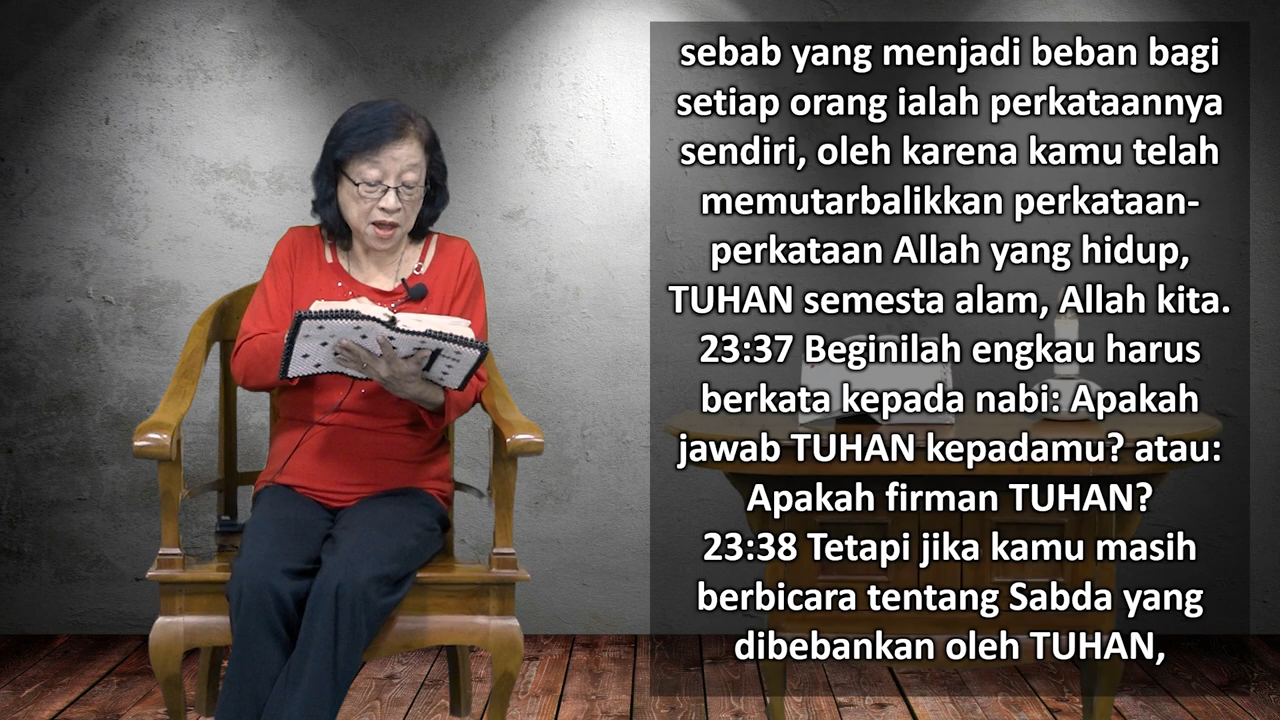 sebab yang menjadi beban bagi
setiap orang ialah perkataannya
sendiri, oleh karena kamu telah
memutarbalikkan perkataan-
perkataan Allah yang hidup,
TUHAN semesta alam, Allah kita.
23:37 Beginilah engkau harus
berkata kepada nabi: Apakah
jawab TUHAN kepadamu? atau:
Apakah firman TUHAN?
23:38 Tetapi jika kamu masih
berbicara tentang Sabda yang
dibebankan oleh TUHAN,